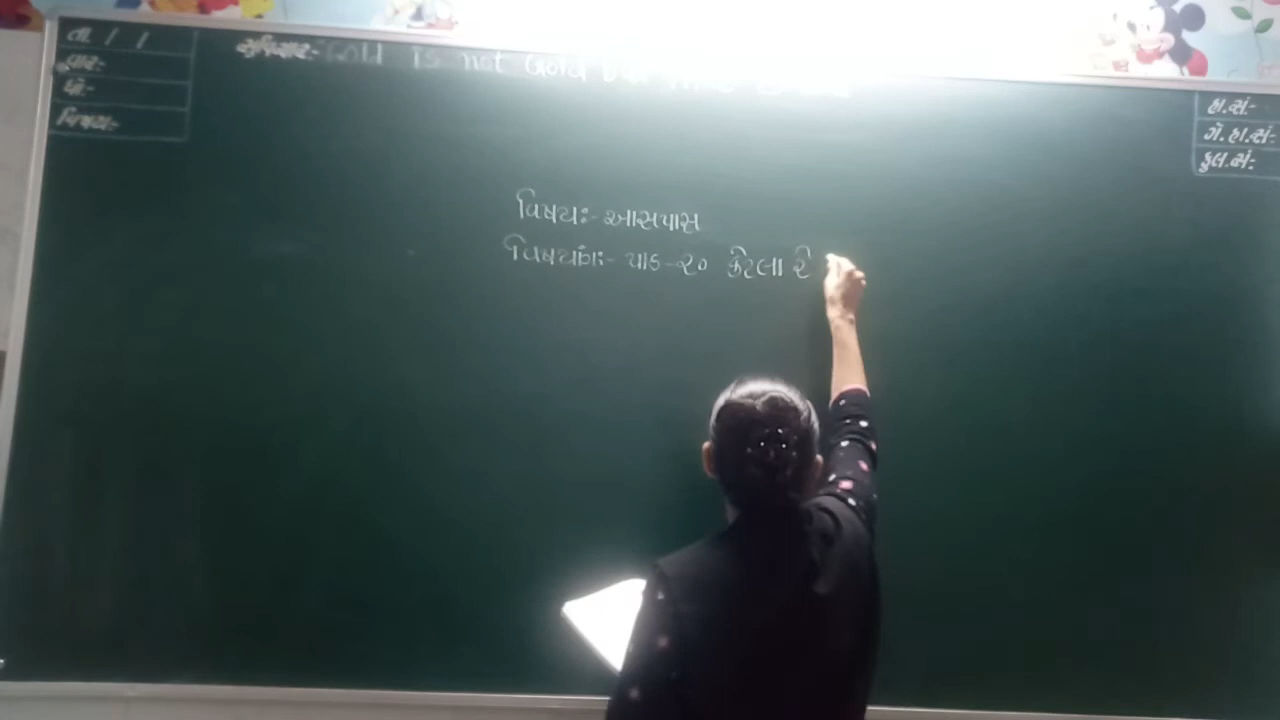 તા. / /
વાર:-
ધો:-
વિષય:-
સુવિચાર:- Gold is not
હા.સં:-
ગે.હા.સં:-
કુલ.સં:-
વિષય:- આસપાસ
વિષયાંગ:- પાઠ-૨૦ કેટલા રે